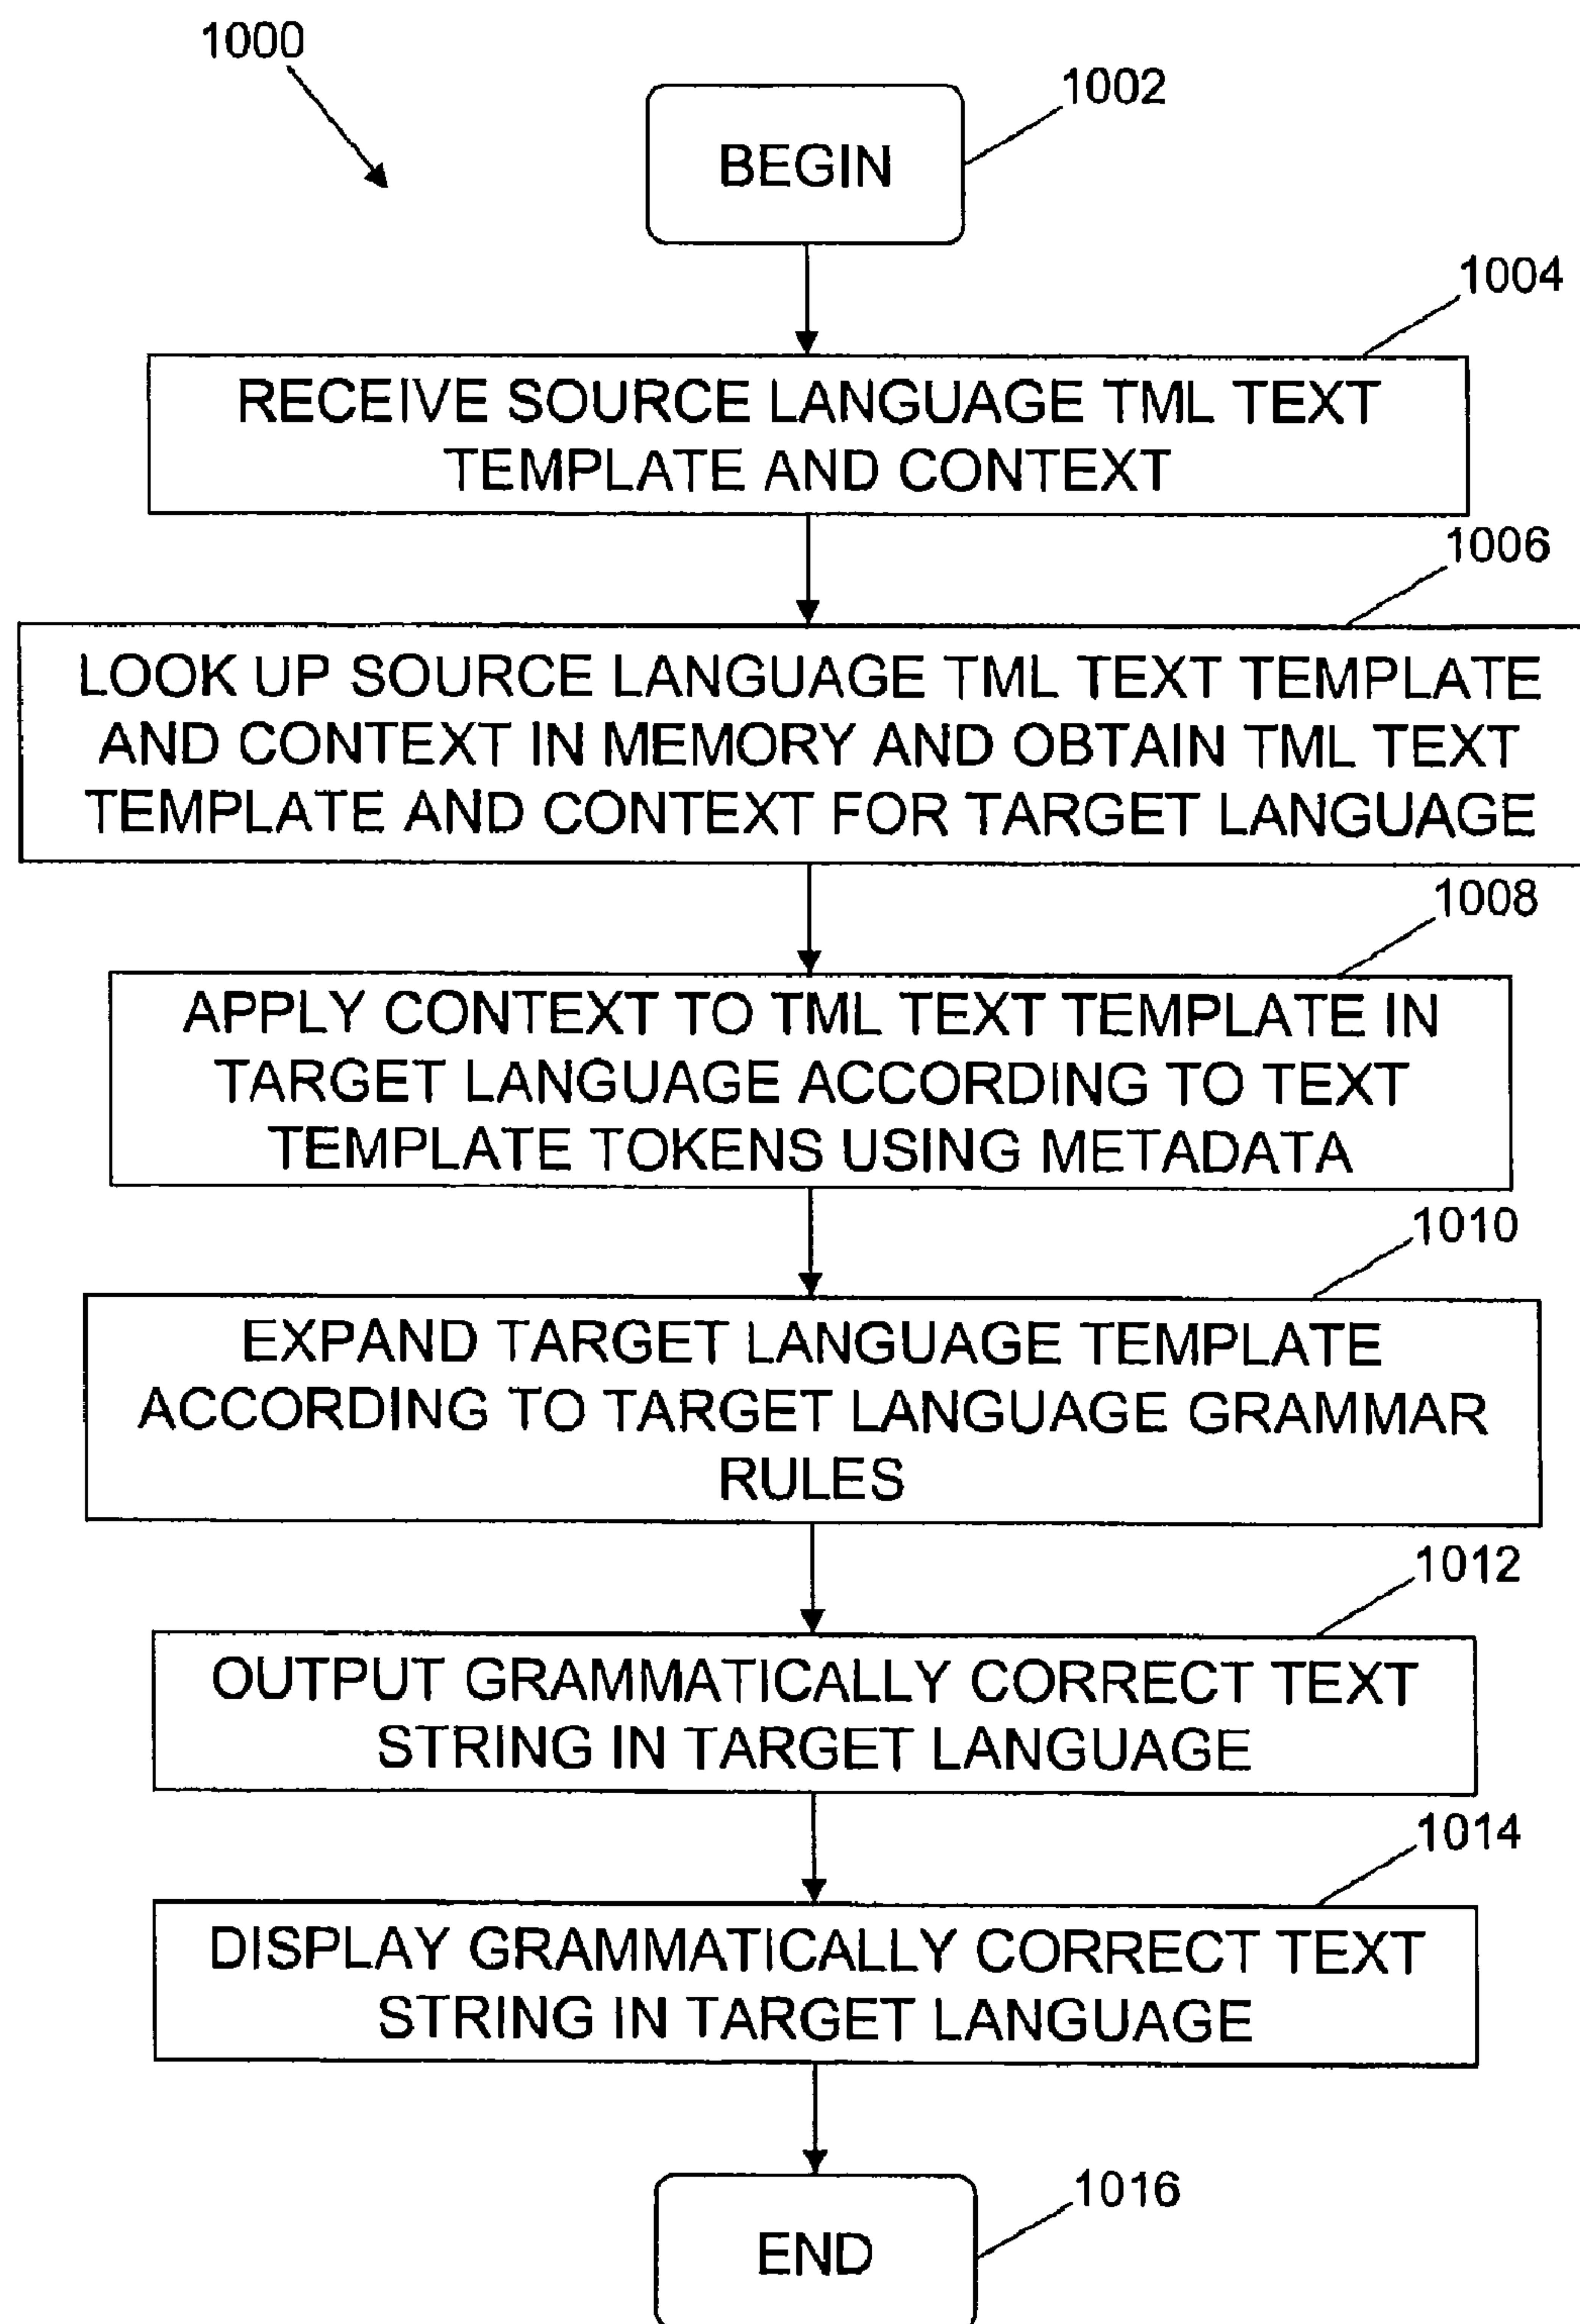 1000
1002
BEGIN
1004
RECEIVE SOURCE LANGUAGE TML TEXT
TEMPLATE AND CONTEXT
1006
LOOK UP SOURCE LANGUAGE TML TEXT TEMPLATE
AND CONTEXT IN MEMORY AND OBTAIN TML TEXT
TEMPLATE AND CONTEXT FOR TARGET LANGUAGE
1008
APPLY CONTEXT TO TML TEXT TEMPLATE IN
TARGET LANGUAGE ACCORDING TO TEXT
TEMPLATE TOKENS USING METADATA
1010
EXPAND TARGET LANGUAGE TEMPLATE
ACCORDING TO TARGET LANGUAGE GRAMMAR
RULES
1012
OUTPUT GRAMMATICALLY CORRECT TEXT
STRING IN TARGET LANGUAGE
1014
DISPLAY GRAMMATICALLY CORRECT TEXT
STRING IN TARGET LANGUAGE
1016
END